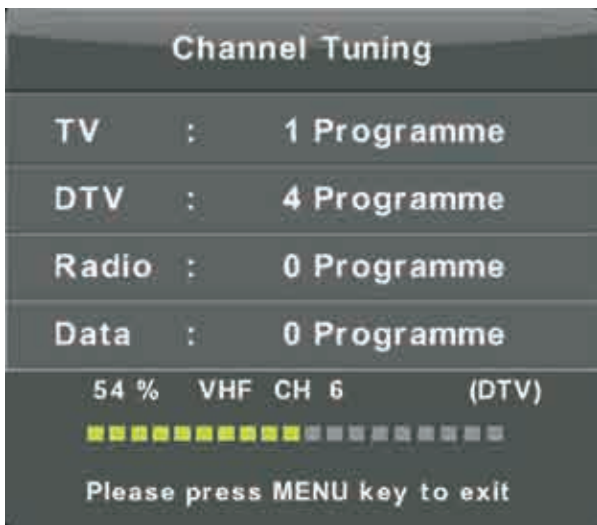 Channel Tuning
TV : 1 Programme
DTV : 4 Programme
Radio : 0 Programme
Data : 0 Programme
54 % VHF CH 6 (DTV)
Please press MENU key to exit